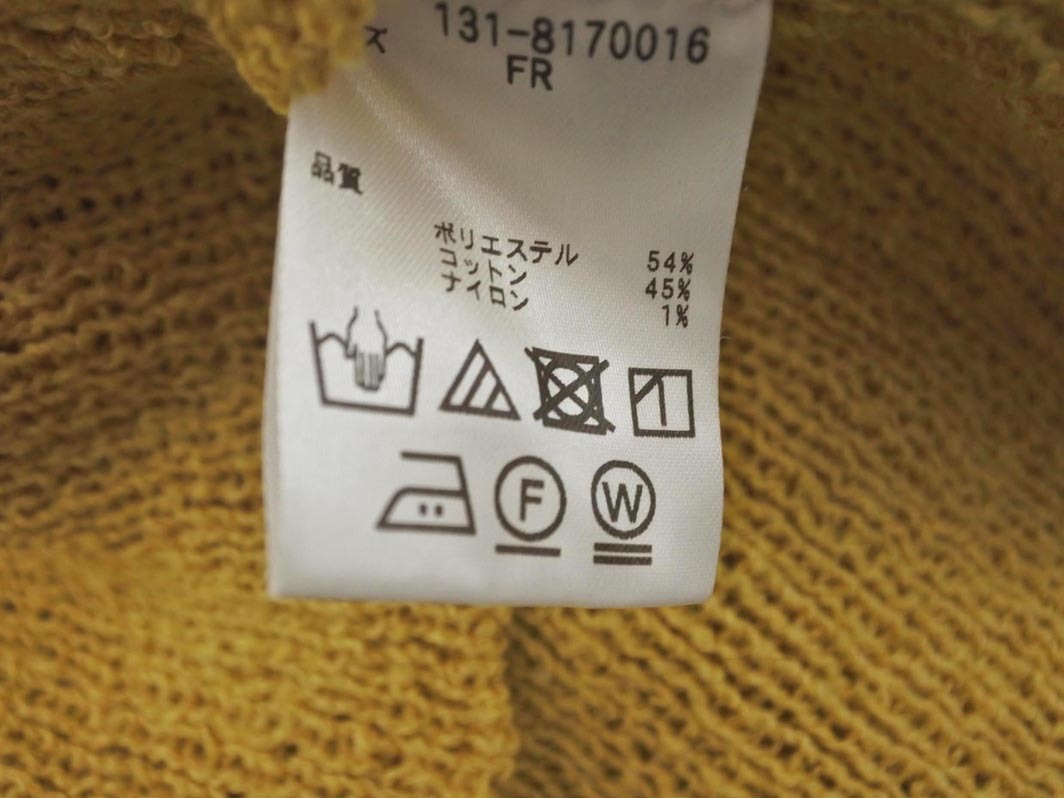 ズ 131-8170016
FR
品質
ポリエステル 54%
コットン 45%
ナイロン 1%
F W